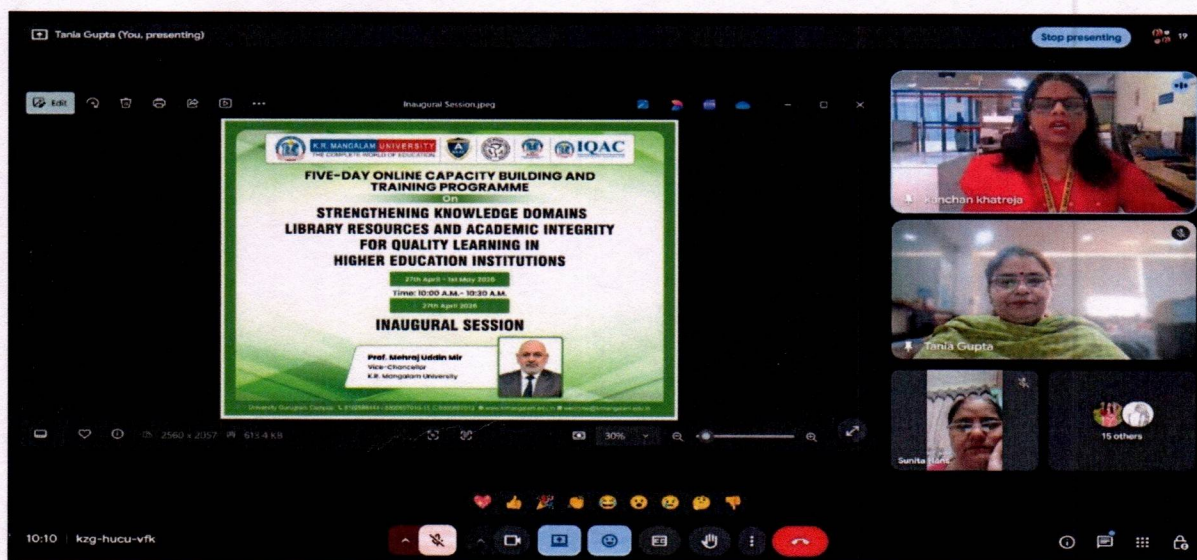 Tania Gupta (You, presenting)
Stop presenting
19
Edit
Inaugural Session.jpeg
K.R. MANGALAM UNIVERSITY
THE COMPLETE WORLD OF EDUCATION
IQAC
FIVE-DAY ONLINE CAPACITY BUILDING AND
TRAINING PROGRAMME
On
STRENGTHENING KNOWLEDGE DOMAINS
LIBRARY RESOURCES AND ACADEMIC INTEGRITY
FOR QUALITY LEARNING IN
HIGHER EDUCATION INSTITUTIONS
27th April - 1st May 2026
Time: 10:00 A.M.- 10:30 A.M.
27th April 2026
INAUGURAL SESSION
Prof. Mehraj Uddin Mir
Vice-Chancellor
K.R. Mangalam University
2560 x 2057
613.4 KB
30%
kanchan khatreja
Tania Gupta
Sunita
15 others
10:10 | kzg-hucu-vfk